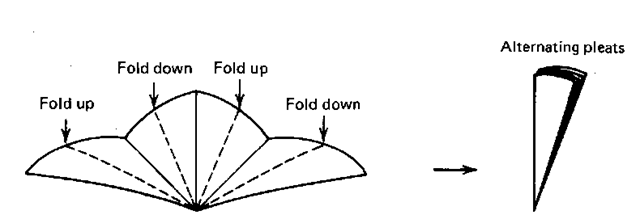 Alternating pleats
Fold down Fold up
Fold up
Fold down